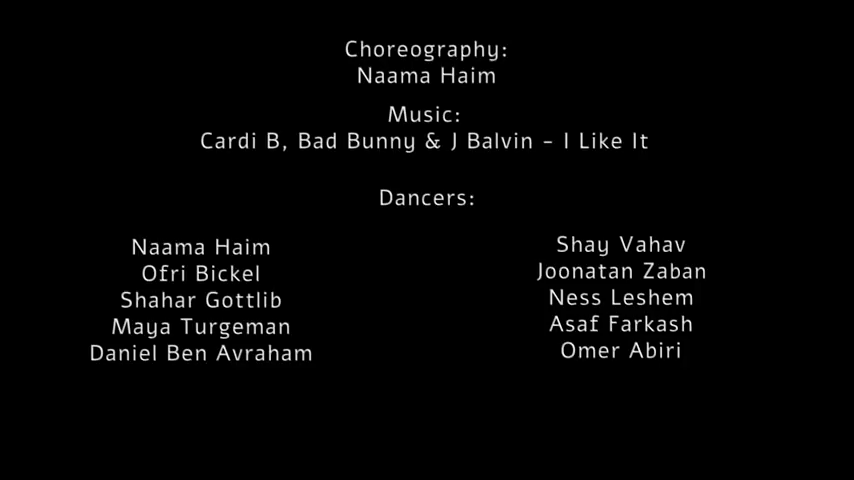 Choreography:
Naama Haim
Music:
Cardi B, Bad Bunny & J Balvin - I Like It
Dancers:
Naama Haim
Ofri Bickel
Shahar Gottlib
Maya Turgeman
Daniel Ben Avraham
Shay Vahav
Joonatan Zaban
Ness Leshem
Asaf Farkash
Omer Abiri